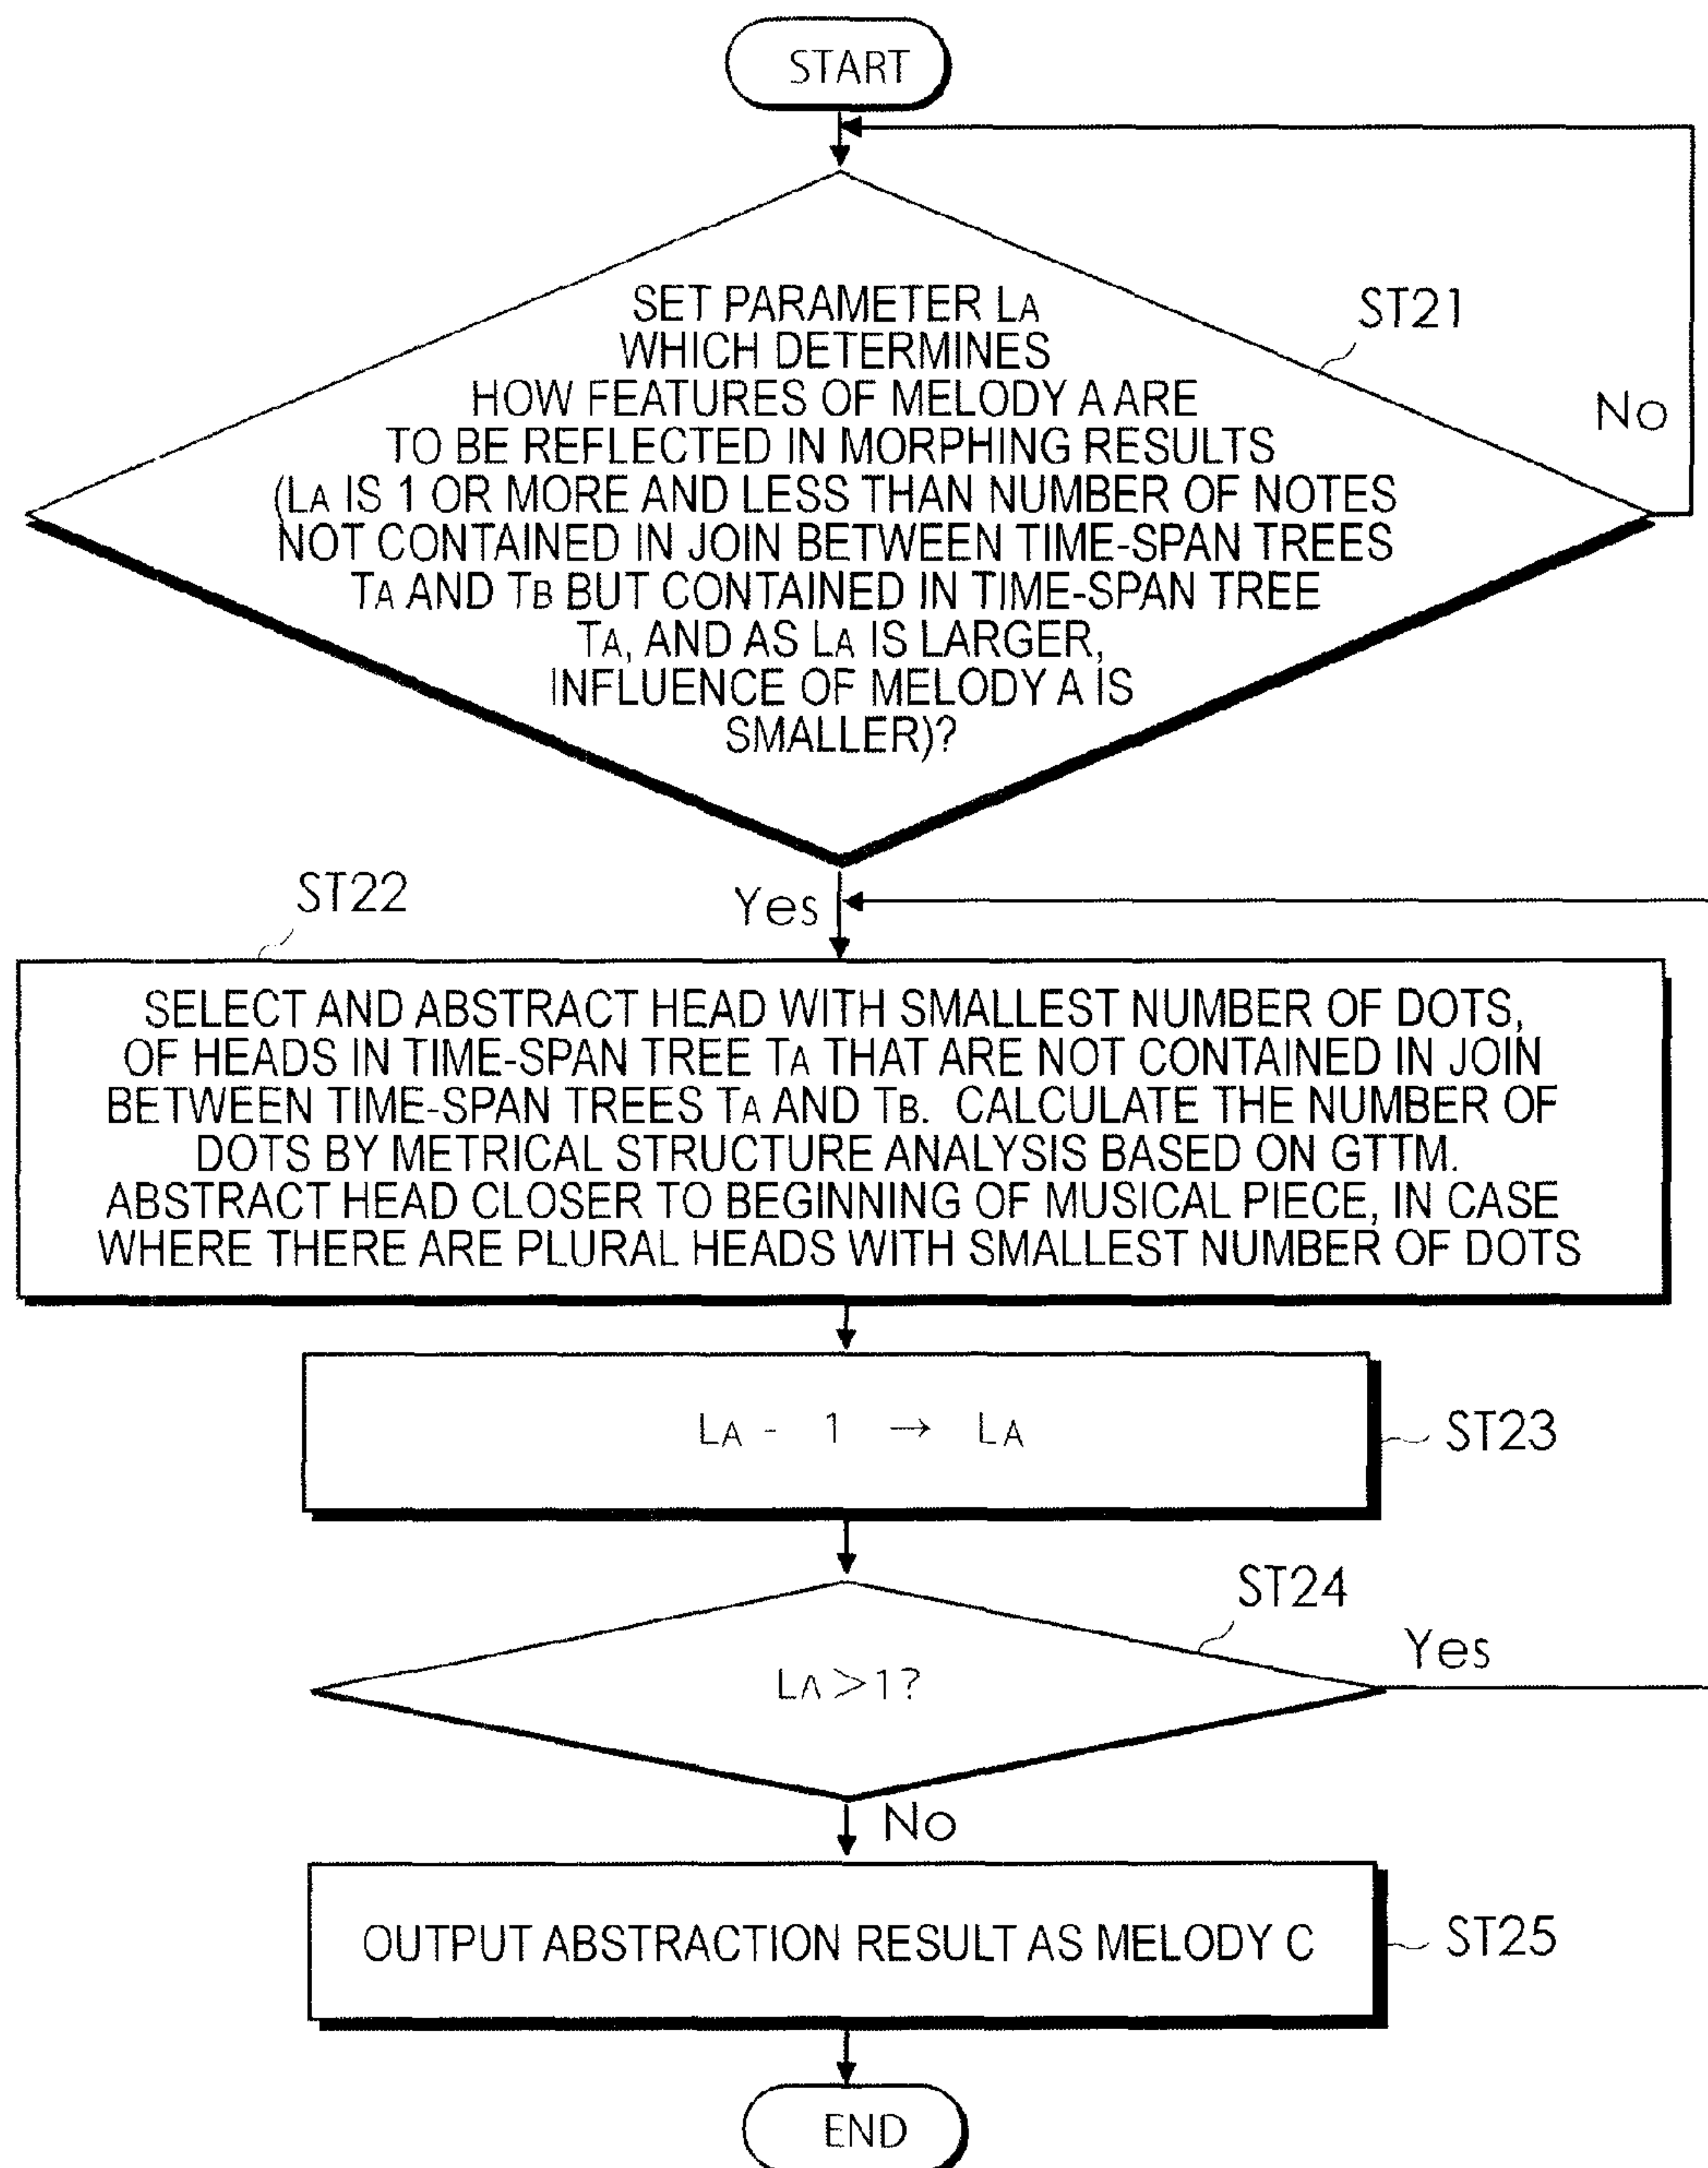 START
SET PARAMETER LA
WHICH DETERMINES
HOW FEATURES OF MELODY A ARE
TO BE REFLECTED IN MORPHING RESULTS
(LA IS 1 OR MORE AND LESS THAN NUMBER OF NOTES
NOT CONTAINED IN JOIN BETWEEN TIME-SPAN TREES
TA AND TB BUT CONTAINED IN TIME-SPAN TREE
TA, AND AS LA IS LARGER,
INFLUENCE OF MELODY A IS
SMALLER)?
ST21
No
Yes
ST22
SELECT AND ABSTRACT HEAD WITH SMALLEST NUMBER OF DOTS,
OF HEADS IN TIME-SPAN TREE TA THAT ARE NOT CONTAINED IN JOIN
BETWEEN TIME-SPAN TREES TA AND TB. CALCULATE THE NUMBER OF
DOTS BY METRICAL STRUCTURE ANALYSIS BASED ON GTTM.
ABSTRACT HEAD CLOSER TO BEGINNING OF MUSICAL PIECE, IN CASE
WHERE THERE ARE PLURAL HEADS WITH SMALLEST NUMBER OF DOTS
LA - 1 → LA
ST23
ST24
LA > 1?
Yes
No
OUTPUT ABSTRACTION RESULT AS MELODY C
ST25
END